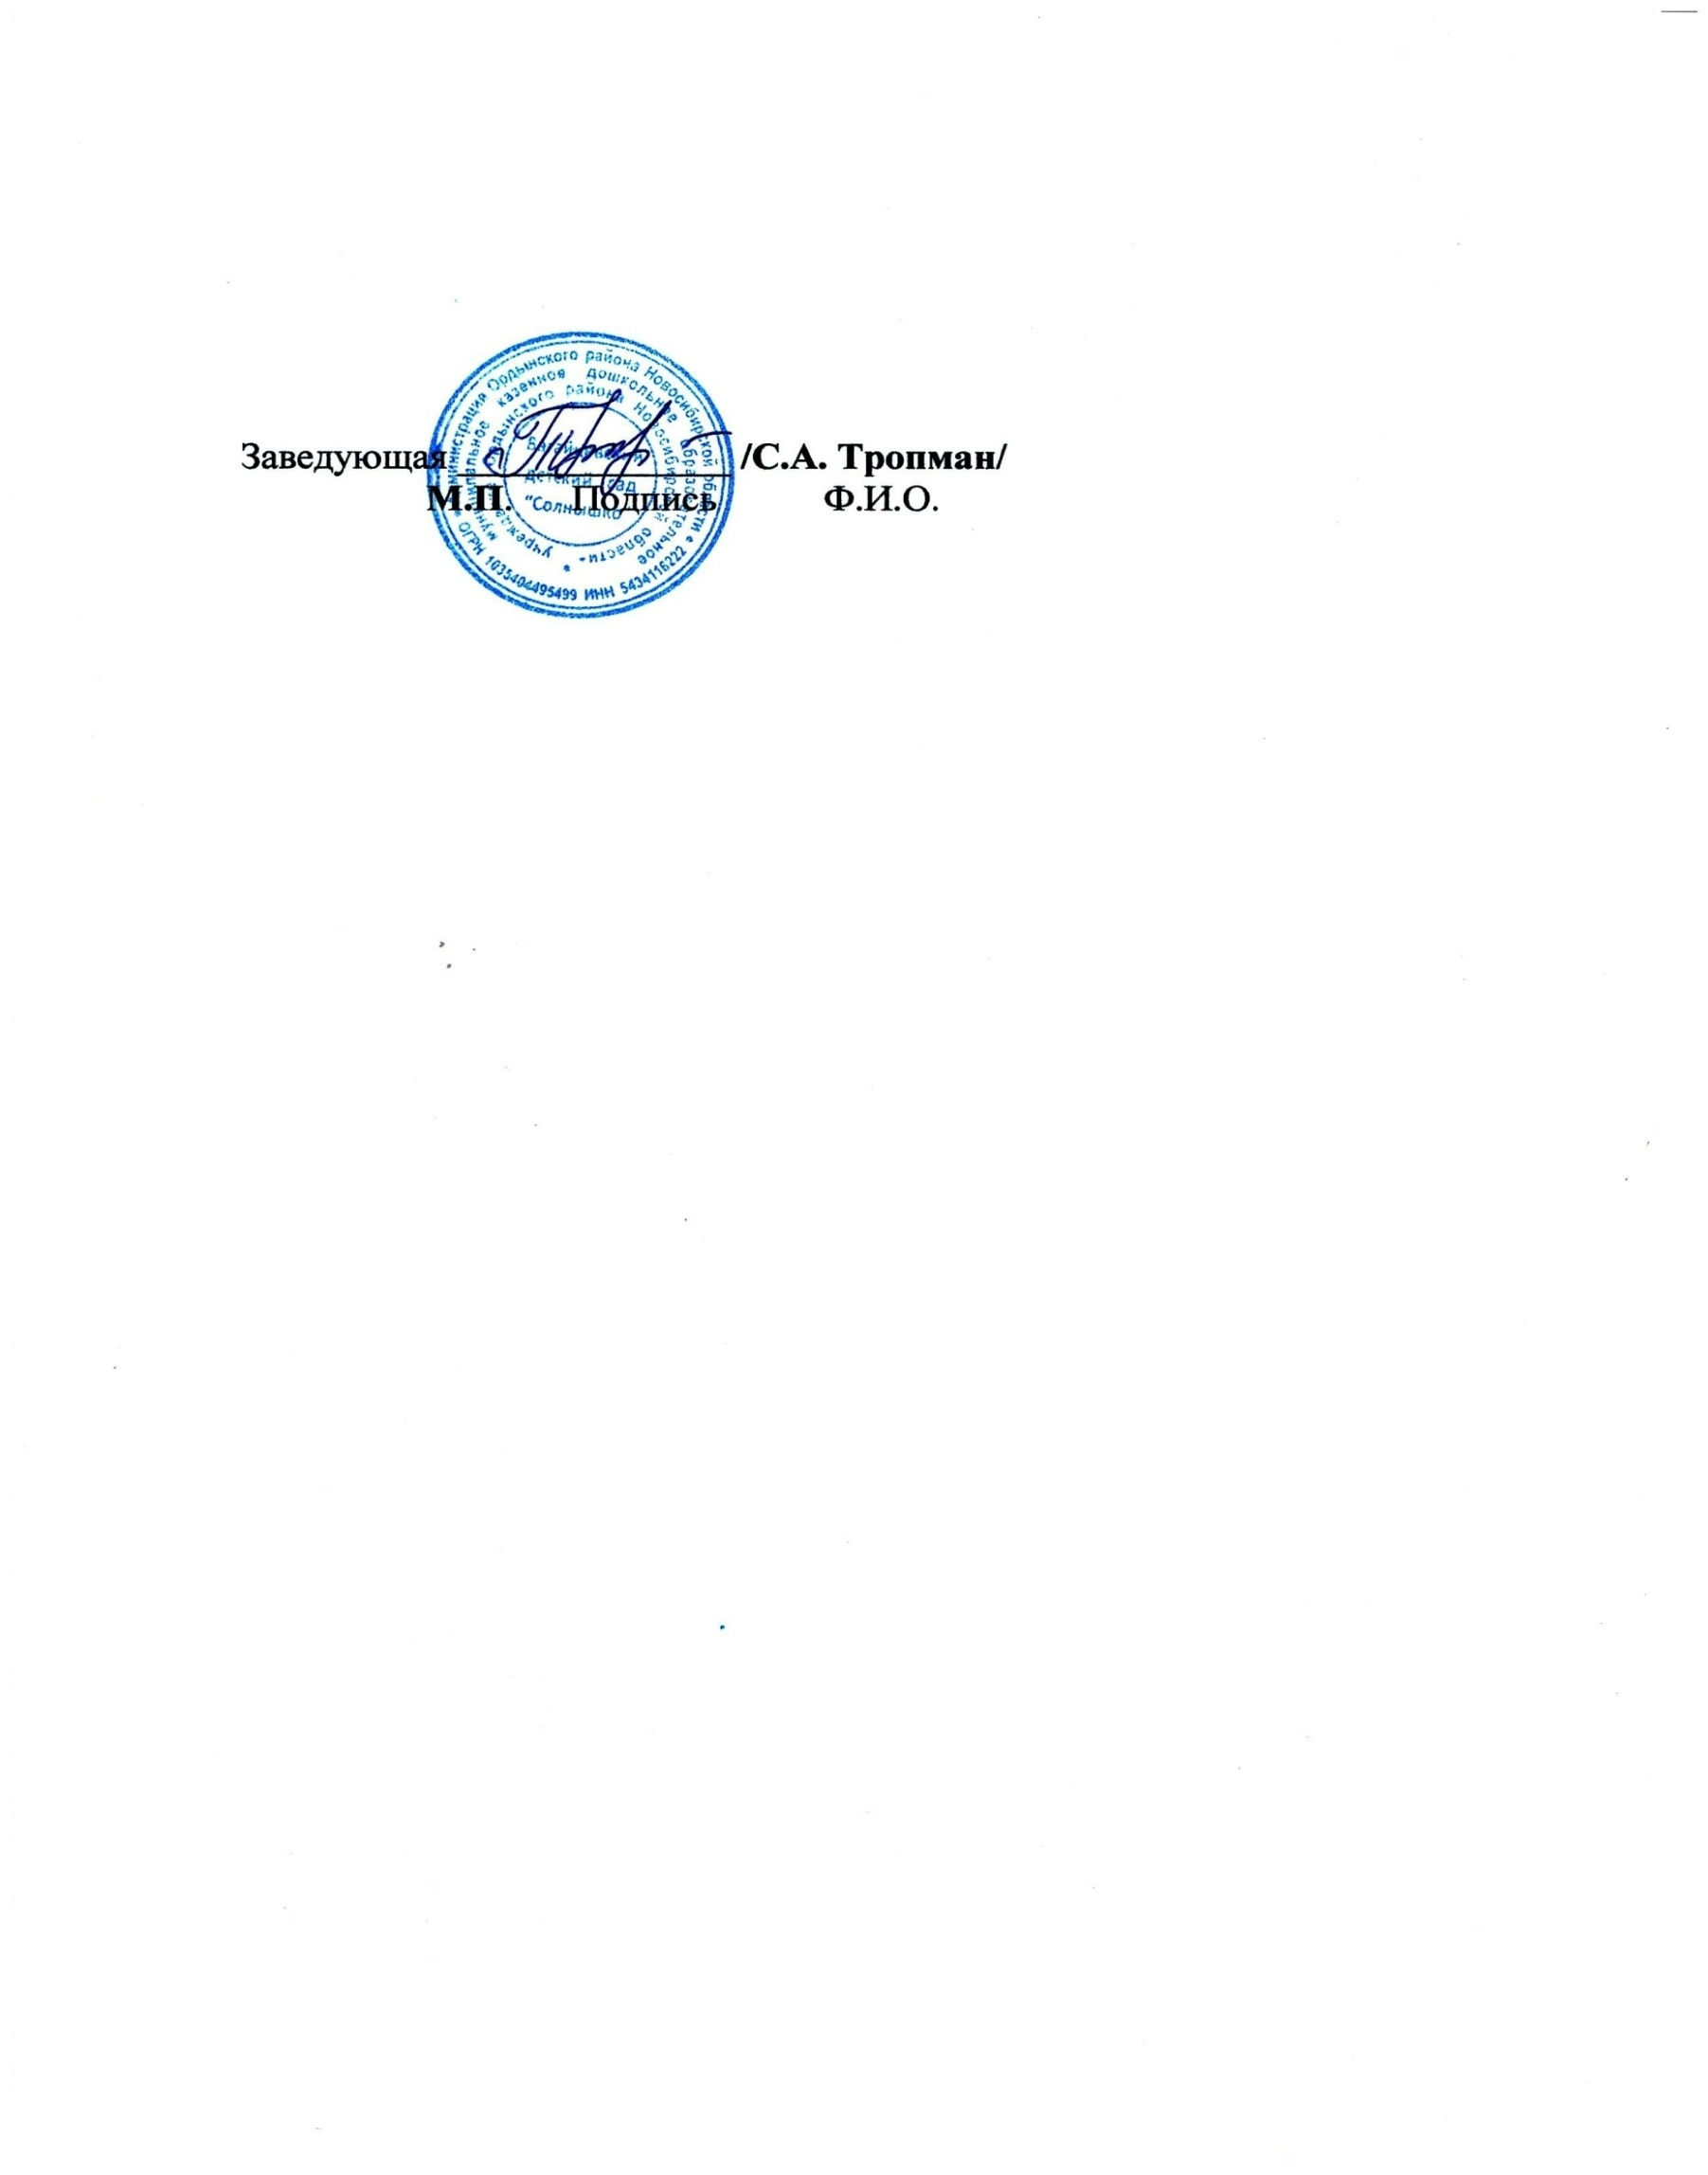 Заведующая /С.А. Тропман/
М.П. Подпись Ф.И.О.
администрация Ордынского района Новосибирской области * ОГРН 1035404495499 ИНН 5434116222 *
муниципальное казенное дошкольное образовательное
учреждение Ордынского района Новосибирской области -
детский сад
"Солнышко